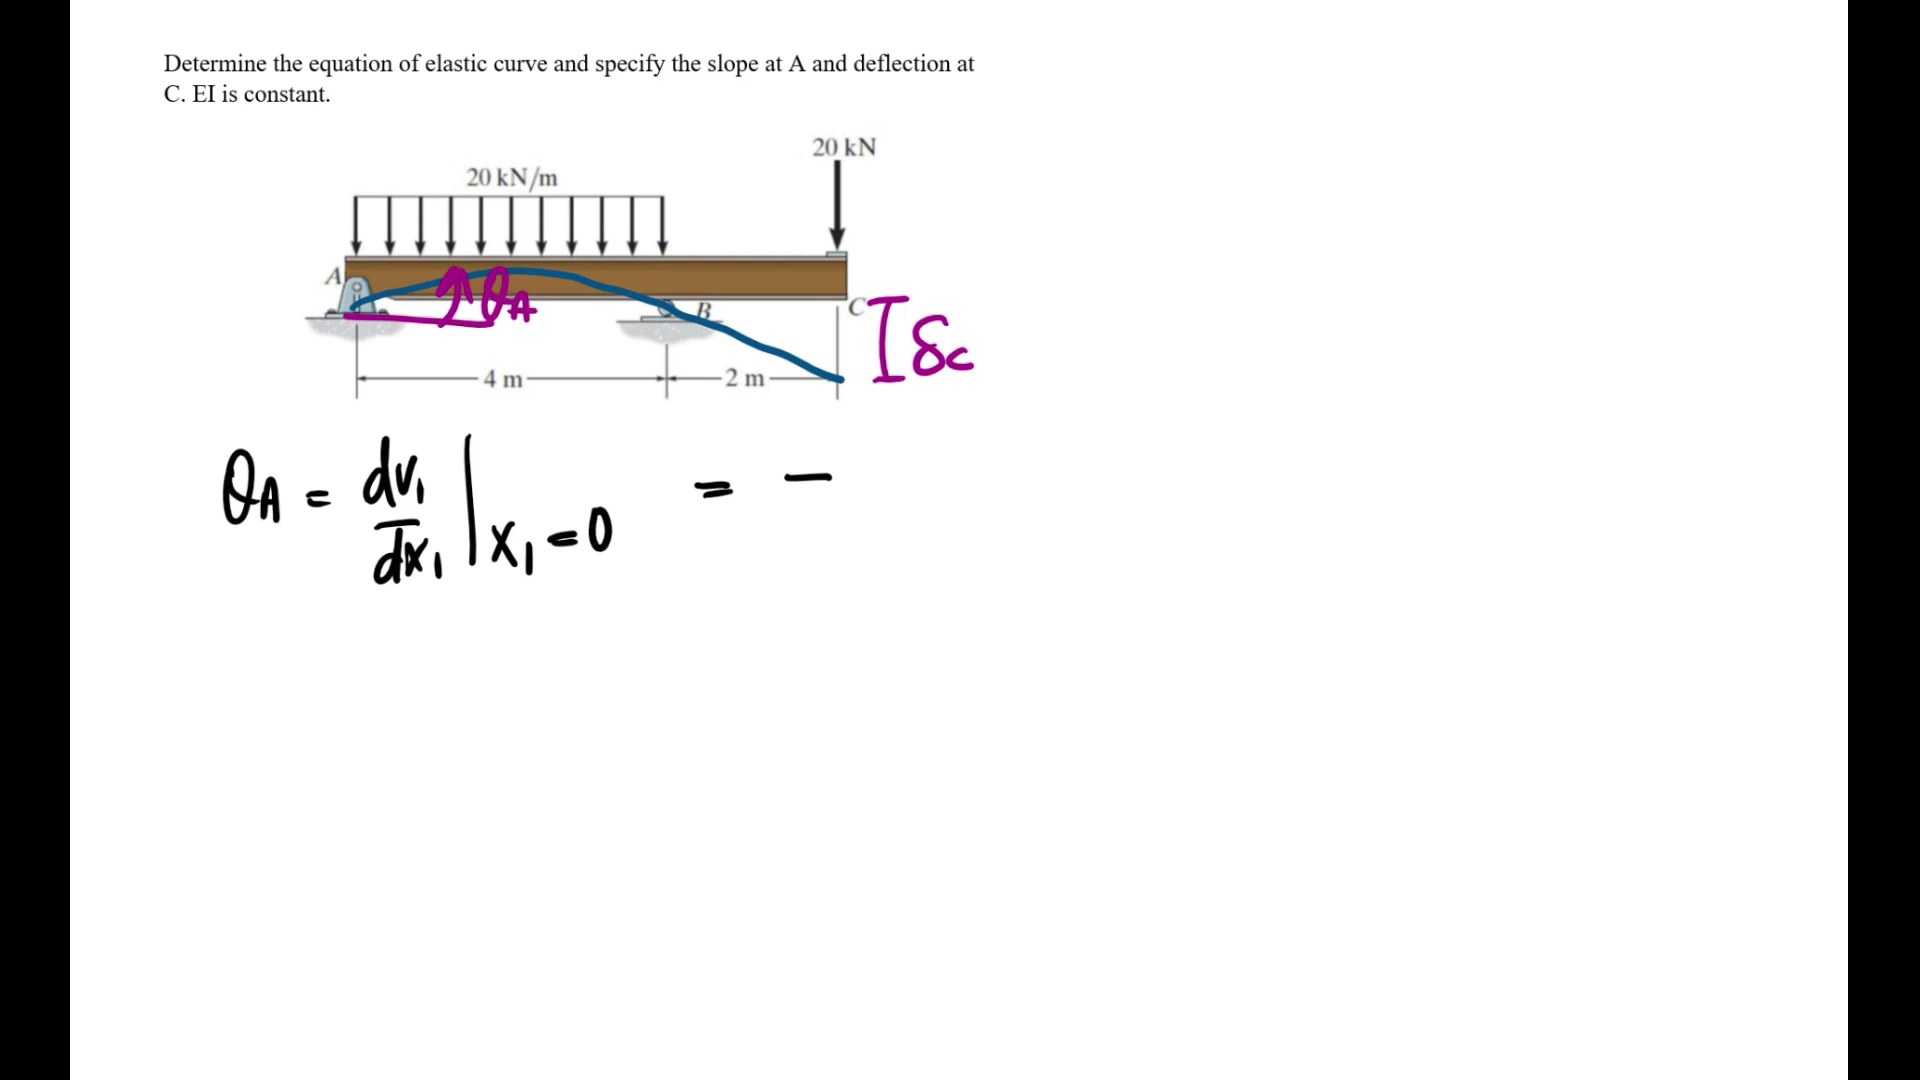 Determine the equation of elastic curve and specify the slope at A and deflection at
C. EI is constant.
20 kN
20 kN/m
A
θA
B
C
δc
4 m
2 m
θA = dv₁/dx₁ | x₁=0 = -